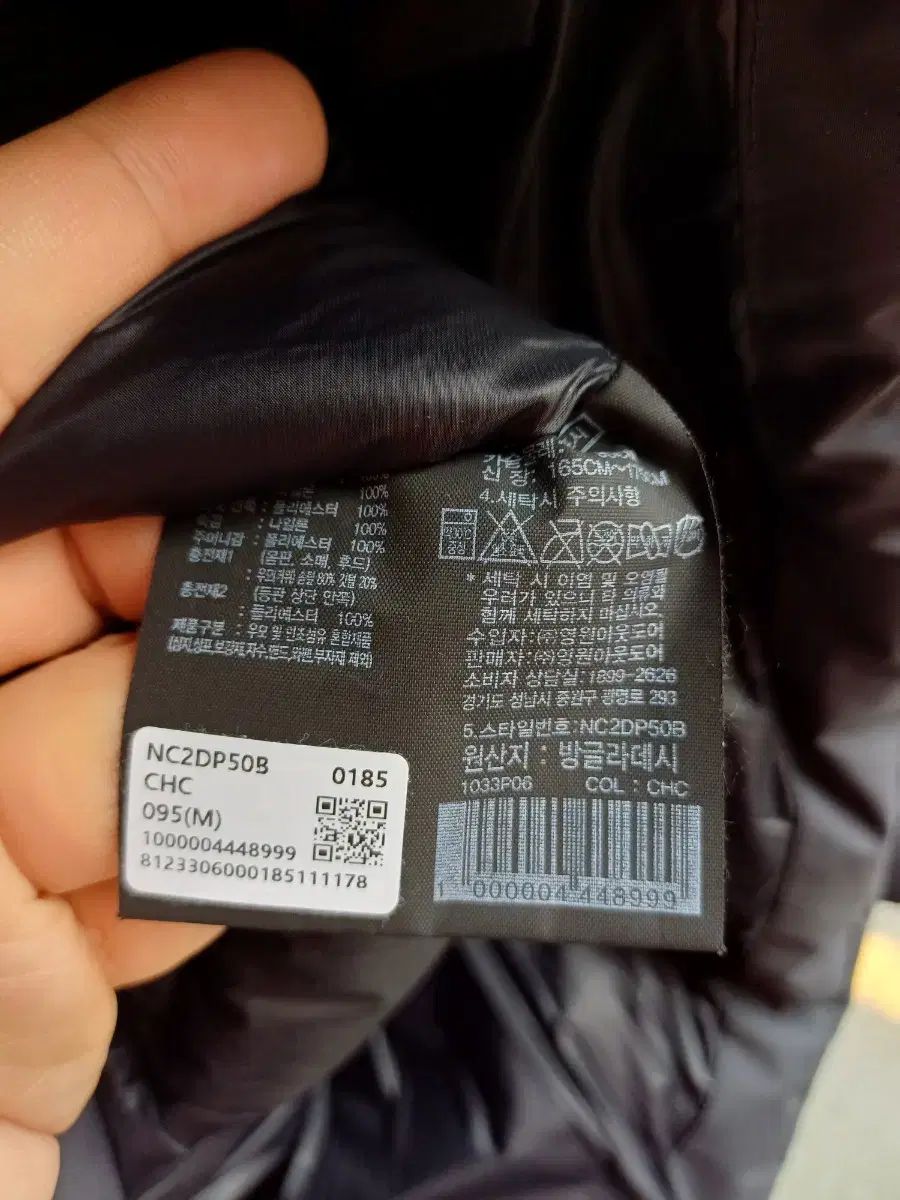 100%
: 폴리에스터 100%
: 나일론 100%
주머니감 : 폴리에스터 100%
충전재1 (몸판, 소매, 후드)
: 우모(거위) 솜털 80% 깃털 20%
충전재2 (등판 상단 안쪽)
: 폴리에스터 100%
제품구분 : 우모 및 인조섬유 혼합제품
NC2DP50B 0185
CHC
095(M)
1000004448999
8123306000185111178
신 장: 165CM~
4.세탁시 주의사항
* 세탁 시 이염 및 오염될
우려가 있으니 타 의류와
함께 세탁하지 마십시오.
수입자: (주)영원아웃도어
판매자: (주)영원아웃도어
소비자 상담실: 1899-2626
경기도 성남시 중원구 광명로 293
5.스타일번호:NC2DP50B
원산지 : 방글라데시
1033P06 COL : CHC
1 000004 448999